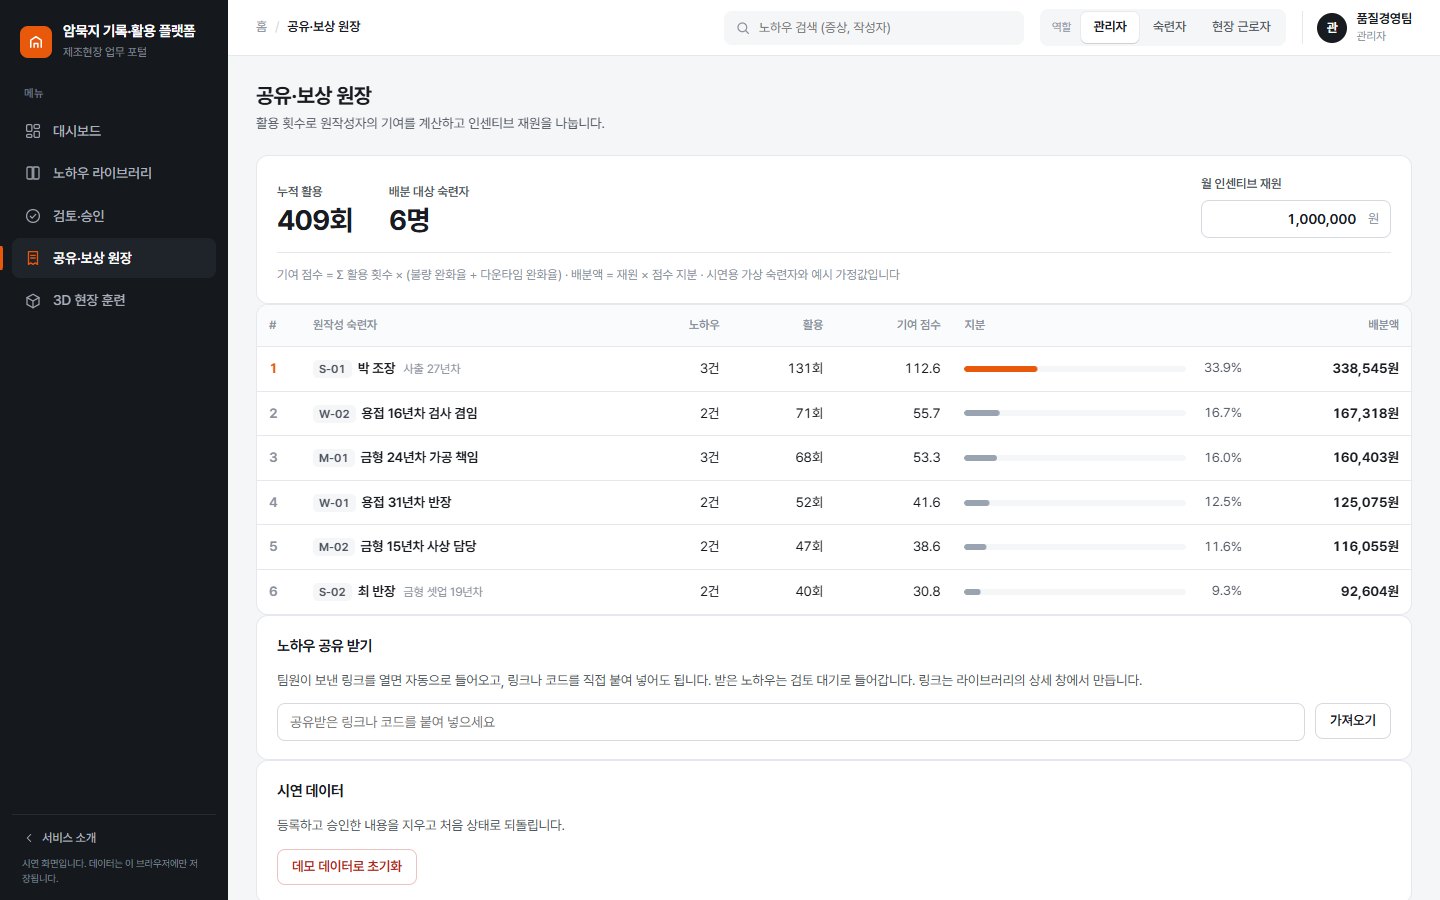 암묵지 기록·활용 플랫폼
제조현장 업무 포털
메뉴
대시보드
노하우 라이브러리
검토·승인
공유·보상 원장
3D 현장 훈련
서비스 소개
시연 화면입니다. 데이터는 이 브라우저에만 저
장됩니다.
홈 / 공유·보상 원장
노하우 검색 (증상, 작성자)
역할 관리자 숙련자 현장 근로자
관 품질경영팀
관리자
공유·보상 원장
활용 횟수로 원작성자의 기여를 계산하고 인센티브 재원을 나눕니다.
누적 활용 배분 대상 숙련자 월 인센티브 재원
409회 6명 1,000,000 원
기여 점수 = Σ 활용 횟수 × (불량 완화율 + 다운타임 완화율) · 배분액 = 재원 × 점수 지분 · 시연용 가상 숙련자와 예시 가정값입니다
# 원작성 숙련자 노하우 활용 기여 점수 지분 배분액
1 S-01 박 조장 사출 27년차 3건 131회 112.6 33.9% 338,545원
2 W-02 용접 16년차 검사 겸임 2건 71회 55.7 16.7% 167,318원
3 M-01 금형 24년차 가공 책임 3건 68회 53.3 16.0% 160,403원
4 W-01 용접 31년차 반장 2건 52회 41.6 12.5% 125,075원
5 M-02 금형 15년차 사상 담당 2건 47회 38.6 11.6% 116,055원
6 S-02 최 반장 금형 셋업 19년차 2건 40회 30.8 9.3% 92,604원
노하우 공유 받기
팀원이 보낸 링크를 열면 자동으로 들어오고, 링크나 코드를 직접 붙여 넣어도 됩니다. 받은 노하우는 검토 대기로 들어갑니다. 링크는 라이브러리의 상세 창에서 만듭니다.
공유받은 링크나 코드를 붙여 넣으세요 가져오기
시연 데이터
등록하고 승인한 내용을 지우고 처음 상태로 되돌립니다.
데모 데이터로 초기화